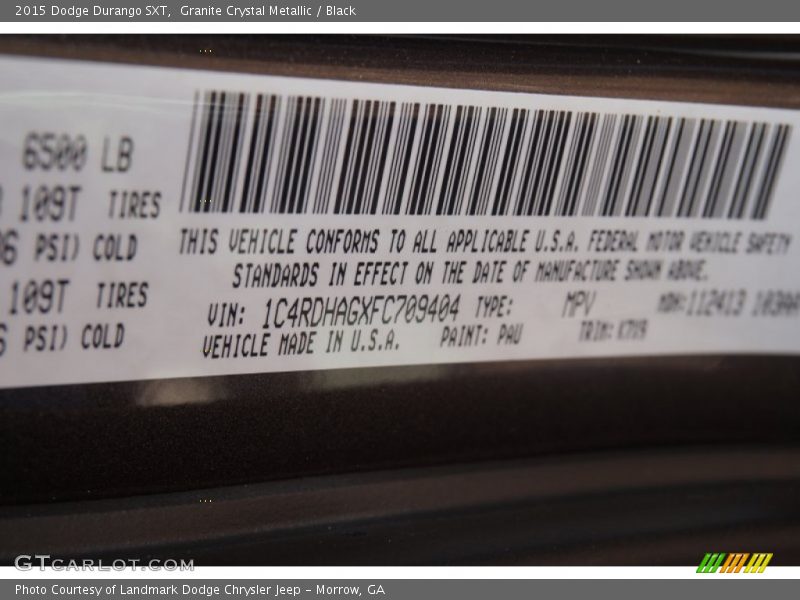 2015 Dodge Durango SXT,  Granite Crystal Metallic / Black
6500 LB
109T TIRES
PSI) COLD
109T TIRES
PSI) COLD
THIS VEHICLE CONFORMS TO ALL APPLICABLE U.S.A. FEDERAL MOTOR VEHICLE SAFETY
STANDARDS IN EFFECT ON THE DATE OF MANUFACTURE SHOWN ABOVE.
VIN: 1C4RDHAGXFC709404 TYPE: MPV MDH:112413
VEHICLE MADE IN U.S.A. PAINT: PAU TRIM:
GTCARLOT.COM
Photo Courtesy of Landmark Dodge Chrysler Jeep – Morrow, GA